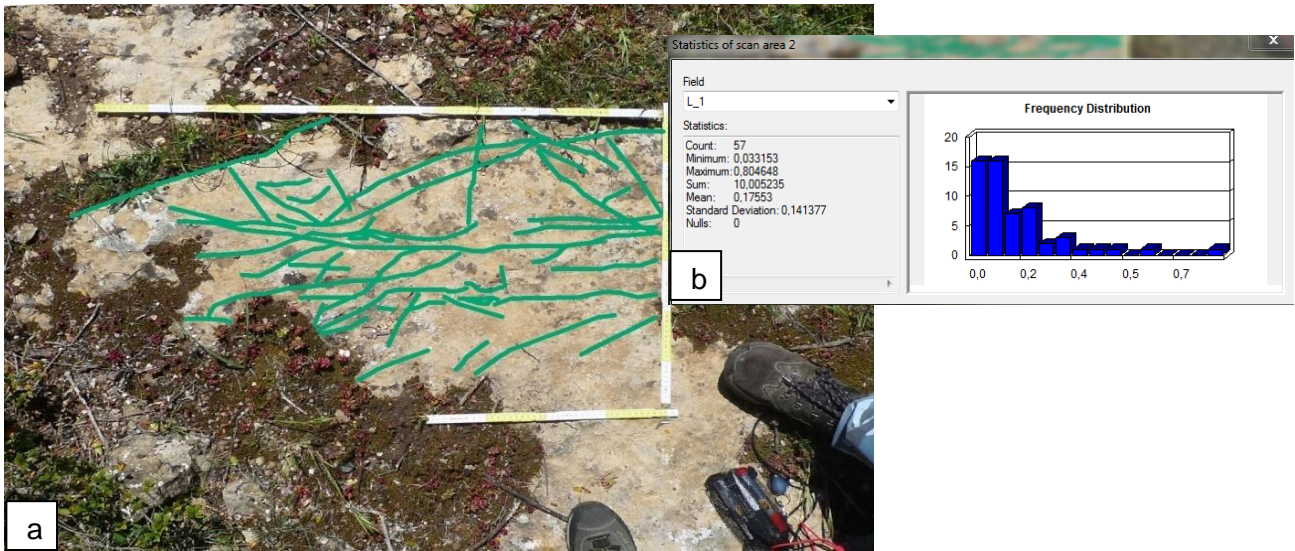 Statistics of scan area 2
x
Field
L_1
Statistics:
Count: 57
Minimum: 0,033153
Maximum: 0,804648
Sum: 10,005235
Mean: 0,17553
Standard Deviation: 0,141377
Nulls: 0
Frequency Distribution
20
15
10
5
0
0,0 0,2 0,4 0,5 0,7
b
a